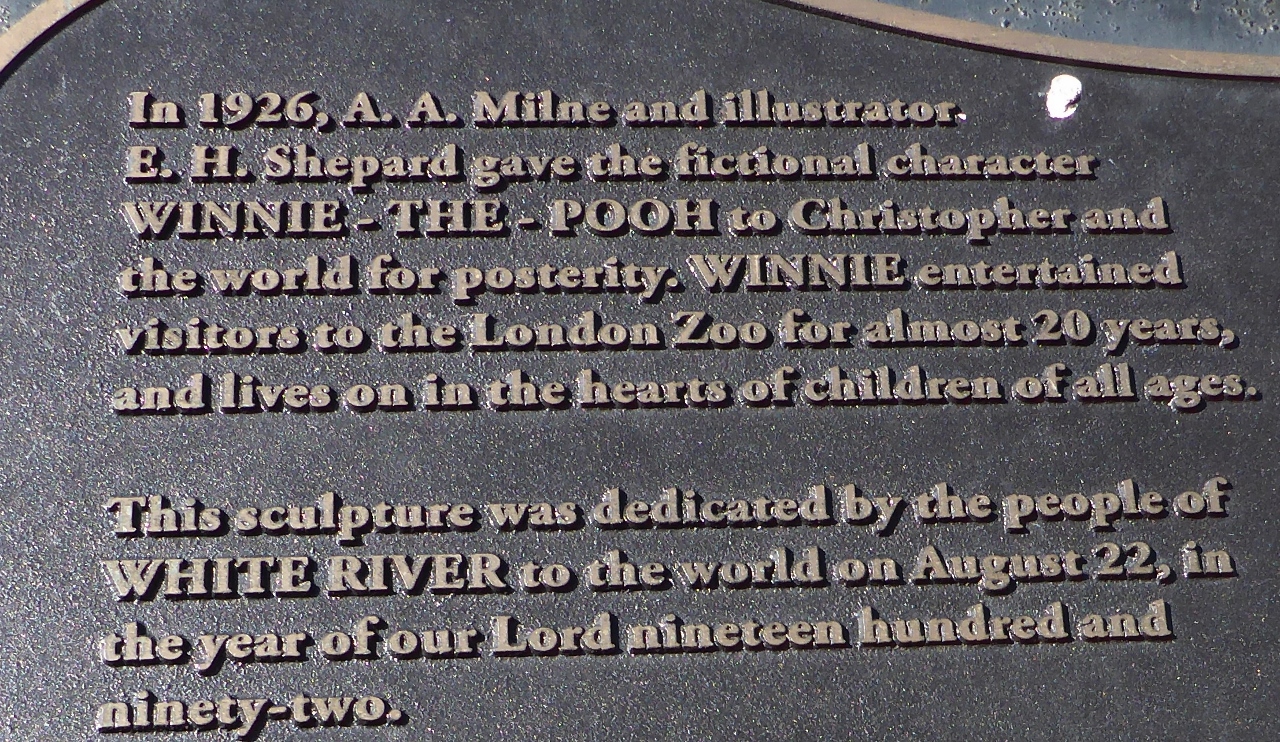 In 1926, A. A. Milne and illustrator
E. H. Shepard gave the fictional character
WINNIE - THE - POOH to Christopher and
the world for posterity. WINNIE entertained
visitors to the London Zoo for almost 20 years,
and lives on in the hearts of children of all ages.
This sculpture was dedicated by the people of
WHITE RIVER to the world on August 22, in
the year of our Lord nineteen hundred and
ninety-two.